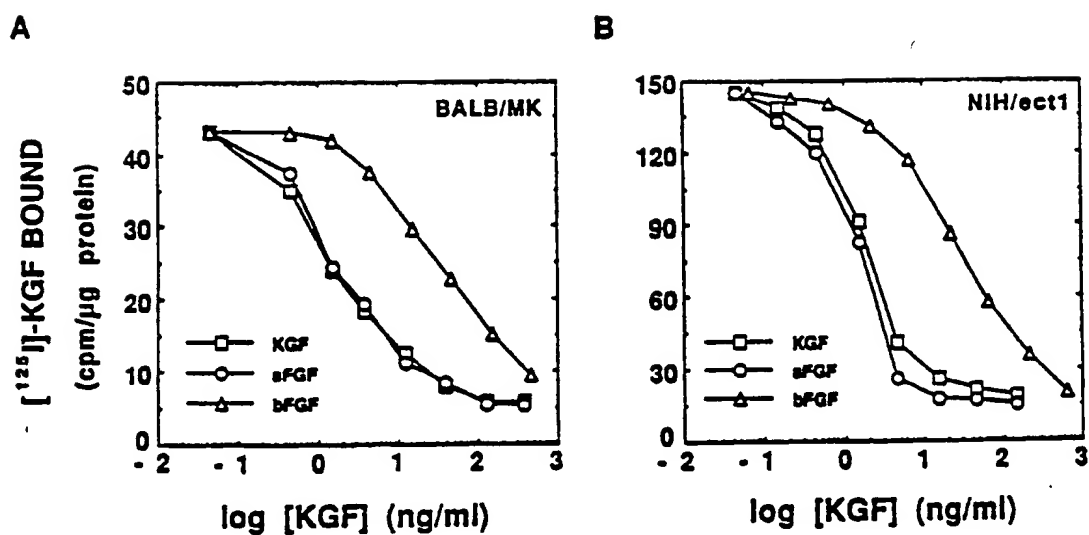 A
B
[¹²⁵I]-KGF BOUND
(cpm/µg protein)
50
40
30
20
10
0
BALB/MK
KGF
aFGF
bFGF
- 2
- 1
0
1
2
3
log [KGF] (ng/ml)
150
120
90
60
30
0
NIH/ect1
KGF
aFGF
bFGF
- 2
- 1
0
1
2
3
log [KGF] (ng/ml)